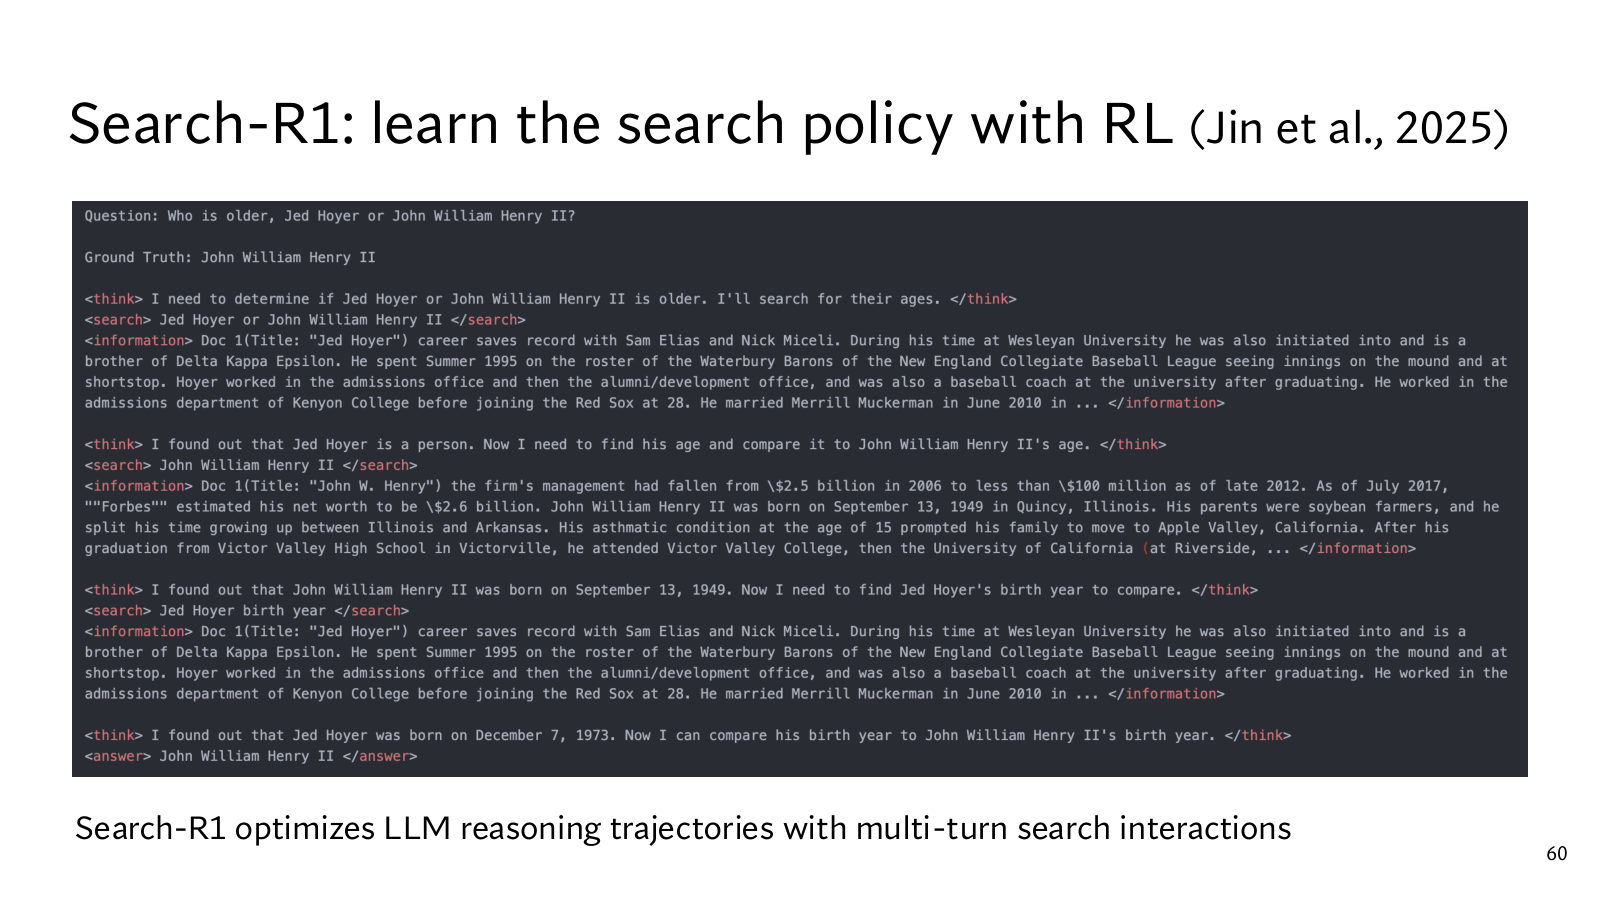 Search-R1: learn the search policy with RL (Jin et al., 2025)
Question: Who is older, Jed Hoyer or John William Henry II?
Ground Truth: John William Henry II
<think> I need to determine if Jed Hoyer or John William Henry II is older. I'll search for their ages. </think>
<search> Jed Hoyer or John William Henry II </search>
<information> Doc 1(Title: "Jed Hoyer") career saves record with Sam Elias and Nick Miceli. During his time at Wesleyan University he was also initiated into and is a
brother of Delta Kappa Epsilon. He spent Summer 1995 on the roster of the Waterbury Barons of the New England Collegiate Baseball League seeing innings on the mound and at
shortstop. Hoyer worked in the admissions office and then the alumni/development office, and was also a baseball coach at the university after graduating. He worked in the
admissions department of Kenyon College before joining the Red Sox at 28. He married Merrill Muckerman in June 2010 in ... </information>
<think> I found out that Jed Hoyer is a person. Now I need to find his age and compare it to John William Henry II's age. </think>
<search> John William Henry II </search>
<information> Doc 1(Title: "John W. Henry") the firm's management had fallen from \$2.5 billion in 2006 to less than \$100 million as of late 2012. As of July 2017,
""Forbes"" estimated his net worth to be \$2.6 billion. John William Henry II was born on September 13, 1949 in Quincy, Illinois. His parents were soybean farmers, and he
split his time growing up between Illinois and Arkansas. His asthmatic condition at the age of 15 prompted his family to move to Apple Valley, California. After his
graduation from Victor Valley High School in Victorville, he attended Victor Valley College, then the University of California (at Riverside, ... </information>
<think> I found out that John William Henry II was born on September 13, 1949. Now I need to find Jed Hoyer's birth year to compare. </think>
<search> Jed Hoyer birth year </search>
<information> Doc 1(Title: "Jed Hoyer") career saves record with Sam Elias and Nick Miceli. During his time at Wesleyan University he was also initiated into and is a
brother of Delta Kappa Epsilon. He spent Summer 1995 on the roster of the Waterbury Barons of the New England Collegiate Baseball League seeing innings on the mound and at
shortstop. Hoyer worked in the admissions office and then the alumni/development office, and was also a baseball coach at the university after graduating. He worked in the
admissions department of Kenyon College before joining the Red Sox at 28. He married Merrill Muckerman in June 2010 in ... </information>
<think> I found out that Jed Hoyer was born on December 7, 1973. Now I can compare his birth year to John William Henry II's birth year. </think>
<answer> John William Henry II </answer>
Search-R1 optimizes LLM reasoning trajectories with multi-turn search interactions
60